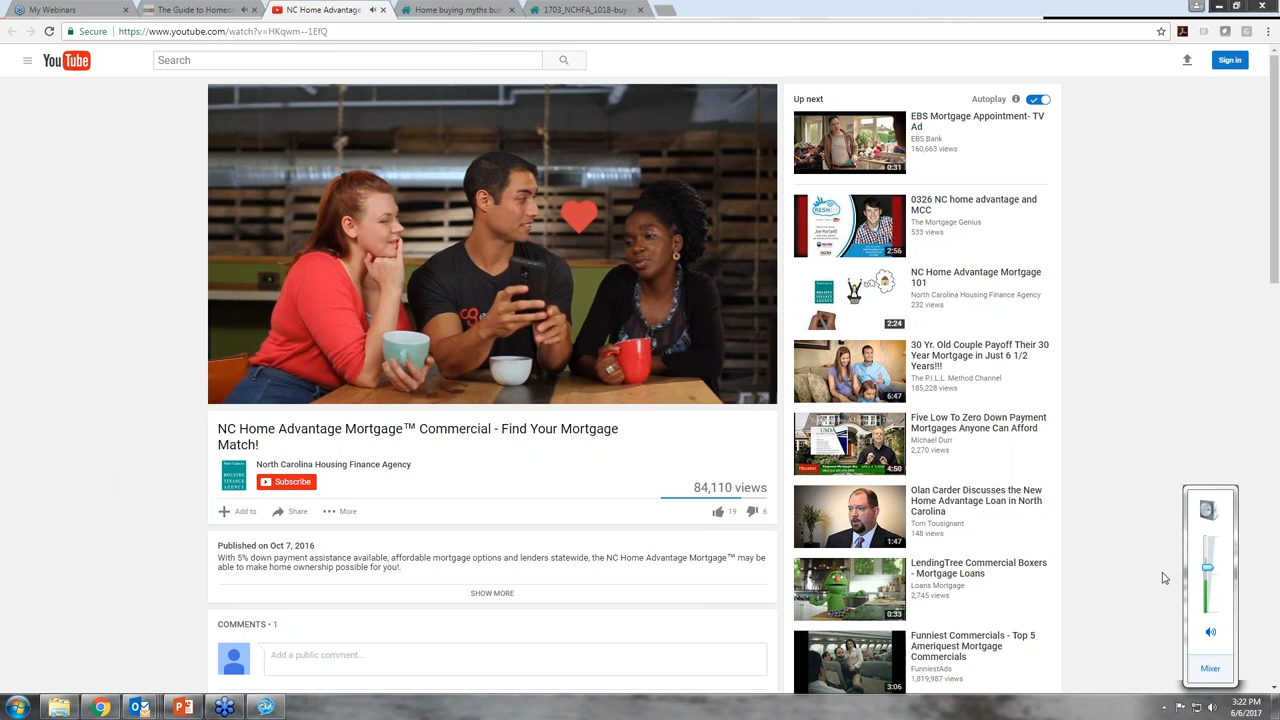 My Webinars
The Guide to Homeo
NC Home Advantage
Home buying myths bus
1703_NCHFA_1018-buye
Secure
https://www.youtube.com/watch?v=HKqwm--1EfQ
YouTube
Search
Sign in
Up next
Autoplay
EBS Mortgage Appointment- TV
Ad
EBS Bank
160,663 views
0:31
0326 NC home advantage and
MCC
The Mortgage Genius
533 views
2:56
NC Home Advantage Mortgage
101
North Carolina Housing Finance Agency
232 views
2:24
30 Yr. Old Couple Payoff Their 30
Year Mortgage in Just 6 1/2
Years!!!
The P.I.L.L. Method Channel
185,228 views
6:47
Five Low To Zero Down Payment
Mortgages Anyone Can Afford
Michael Durr
2,270 views
USDA
Houston
4:50
Olan Carder Discusses the New
Home Advantage Loan in North
Carolina
Tom Tousignant
148 views
1:47
LendingTree Commercial Boxers
- Mortgage Loans
Loans Mortgage
2,745 views
0:33
Funniest Commercials - Top 5
Ameriquest Mortgage
Commercials
FunniestAds
1,819,987 views
3:06
NC Home Advantage Mortgage™ Commercial - Find Your Mortgage
Match!
HOUSING
FINANCE
AGENCY
North Carolina Housing Finance Agency
Subscribe
84,110 views
Add to
Share
More
19
6
Published on Oct 7, 2016
With 5% down payment assistance available, affordable mortgage options and lenders statewide, the NC Home Advantage Mortgage™ may be
able to make home ownership possible for you!.
SHOW MORE
COMMENTS • 1
Add a public comment...
Mixer
3:22 PM
6/6/2017